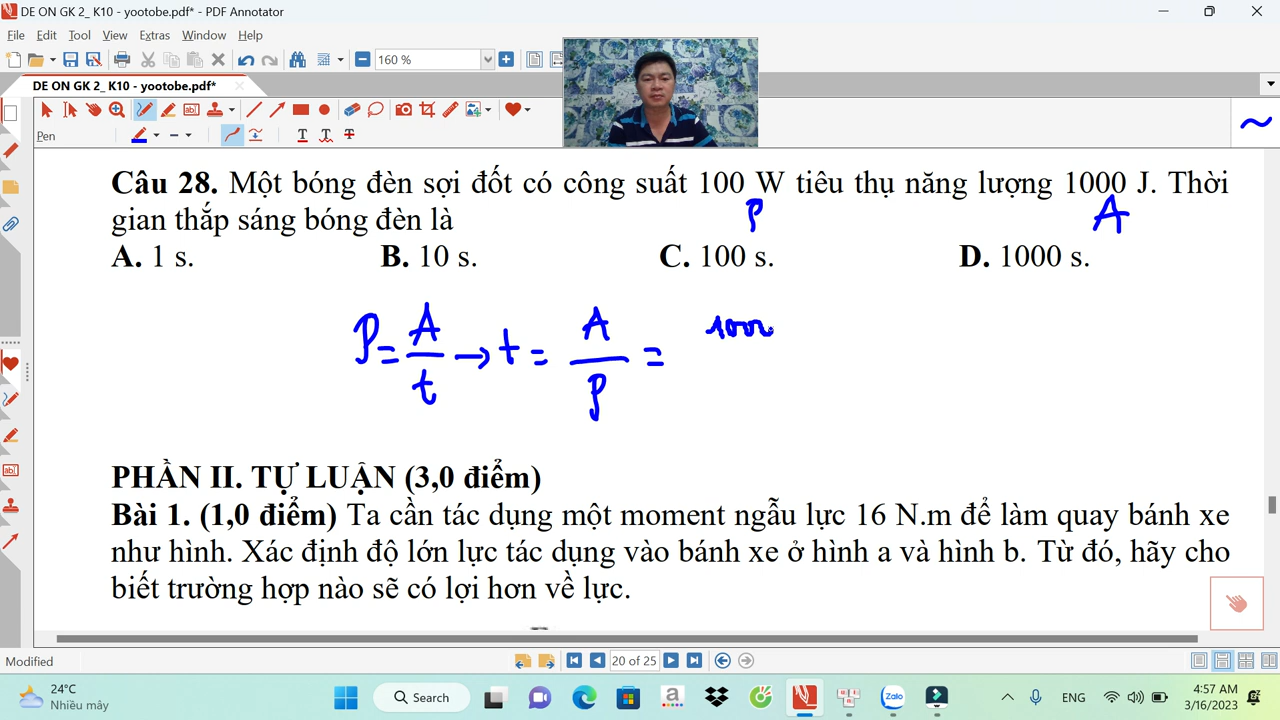 DE ON GK 2_ K10 - yootobe.pdf* - PDF Annotator
File Edit Tool View Extras Window Help
160 %
DE ON GK 2_ K10 - yootobe.pdf*
Pen
Câu 28. Một bóng đèn sợi đốt có công suất 100 W tiêu thụ năng lượng 1000 J. Thời
P A
gian thắp sáng bóng đèn là
A. 1 s. B. 10 s. C. 100 s. D. 1000 s.
P = A/t → t = A/P = 1000
PHẦN II. TỰ LUẬN (3,0 điểm)
Bài 1. (1,0 điểm) Ta cần tác dụng một moment ngẫu lực 16 N.m để làm quay bánh xe
như hình. Xác định độ lớn lực tác dụng vào bánh xe ở hình a và hình b. Từ đó, hãy cho
biết trường hợp nào sẽ có lợi hơn về lực.
Modified 20 of 25
24°C
Nhiều mây
Search
Zalo
ENG
4:57 AM
3/16/2023